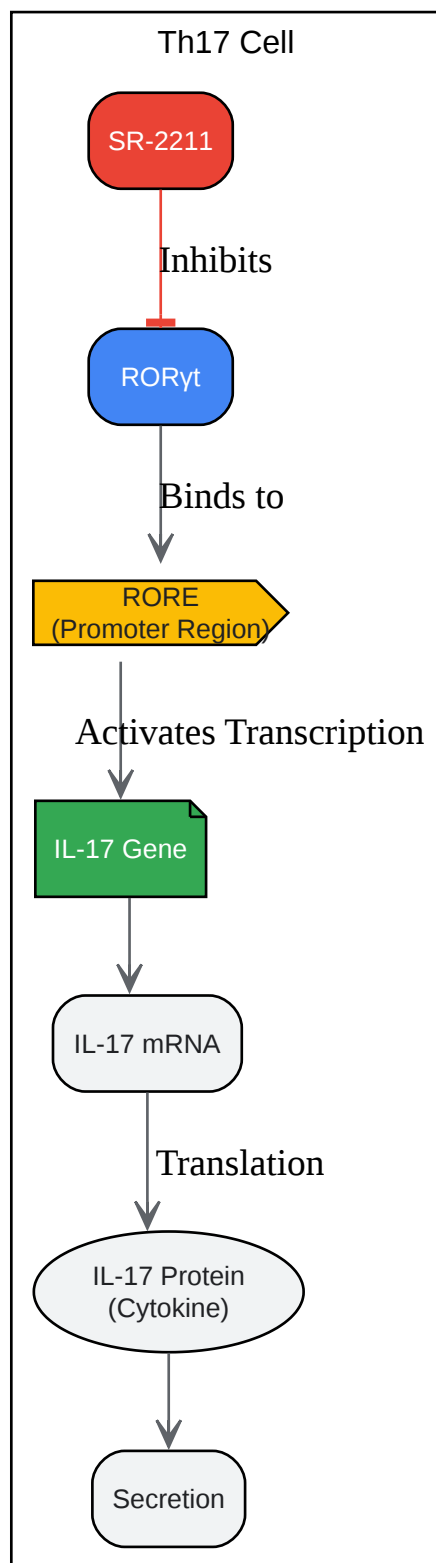 Th17 Cell
SR-2211
Inhibits
RORγt
Binds to
RORE
(Promoter Region)
Activates Transcription
IL-17 Gene
IL-17 mRNA
Translation
IL-17 Protein
(Cytokine)
Secretion